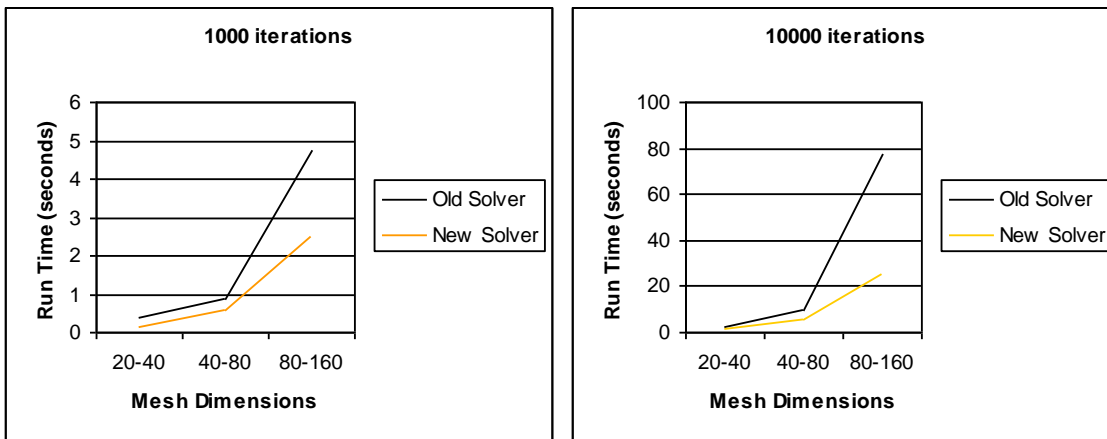 1000 iterations
6
5
4
3
2
1
0
Run Time (seconds)
20-40 40-80 80-160
Mesh Dimensions
Old Solver
New Solver
10000 iterations
100
80
60
40
20
0
Run Time (seconds)
20-40 40-80 80-160
Mesh Dimensions
Old Solver
New Solver